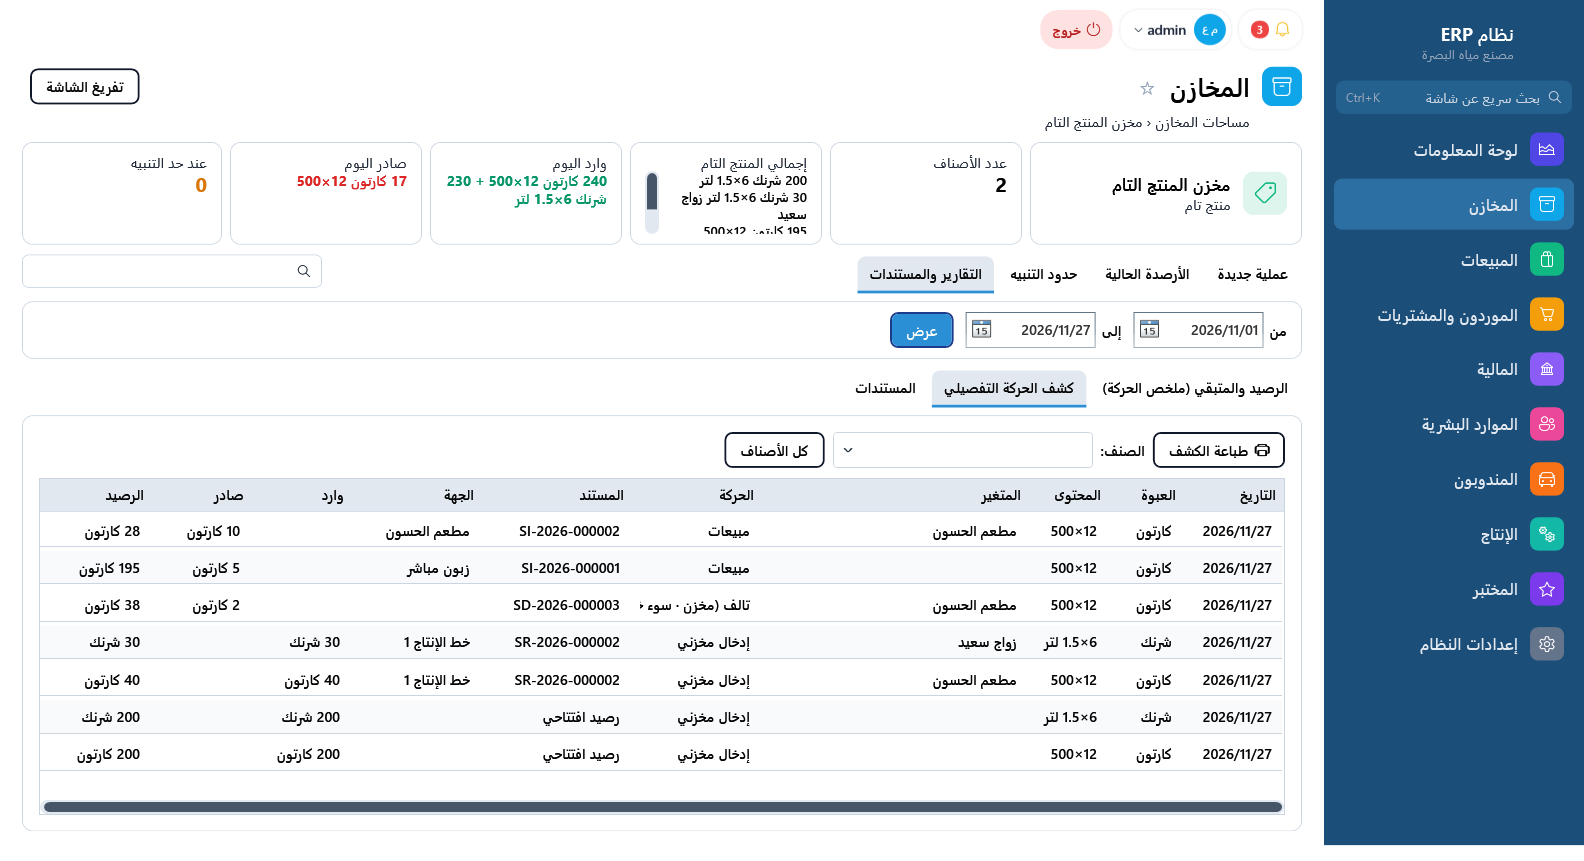 نظام ERP
مصنع مياه البصرة
بحث سريع عن شاشة
Ctrl+K
لوحة المعلومات
المخازن
المبيعات
الموردون والمشتريات
المالية
الموارد البشرية
المندوبون
الإنتاج
المختبر
إعدادات النظام
3
م ع
admin
خروج
المخازن
مساحات المخازن › مخزن المنتج التام
تفريغ الشاشة
مخزن المنتج التام
منتج تام
عدد الأصناف
2
إجمالي المنتج التام
200 شرنك 6×1.5 لتر
30 شرنك 6×1.5 لتر زواج
سعيد
195 كارتون 12×500
وارد اليوم
240 كارتون 12×500 + 230
شرنك 6×1.5 لتر
صادر اليوم
17 كارتون 12×500
عند حد التنبيه
0
عملية جديدة
الأرصدة الحالية
حدود التنبيه
التقارير والمستندات
من
2026/11/01
15
إلى
2026/11/27
15
عرض
الرصيد والمتبقي (ملخص الحركة)
كشف الحركة التفصيلي
المستندات
طباعة الكشف
الصنف:
كل الأصناف
التاريخ العبوة المحتوى المتغير الحركة المستند الجهة وارد صادر الرصيد
2026/11/27 كارتون 12×500 مطعم الحسون مبيعات SI-2026-000002 مطعم الحسون 10 كارتون 28 كارتون
2026/11/27 كارتون 12×500 مبيعات SI-2026-000001 زبون مباشر 5 كارتون 195 كارتون
2026/11/27 كارتون 12×500 مطعم الحسون تالف (مخزن · سوء SD-2026-000003 2 كارتون 38 كارتون
2026/11/27 شرنك 6×1.5 لتر زواج سعيد إدخال مخزني SR-2026-000002 خط الإنتاج 1 30 شرنك 30 شرنك
2026/11/27 كارتون 12×500 مطعم الحسون إدخال مخزني SR-2026-000002 خط الإنتاج 1 40 كارتون 40 كارتون
2026/11/27 شرنك 6×1.5 لتر إدخال مخزني رصيد افتتاحي 200 شرنك 200 شرنك
2026/11/27 كارتون 12×500 إدخال مخزني رصيد افتتاحي 200 كارتون 200 كارتون